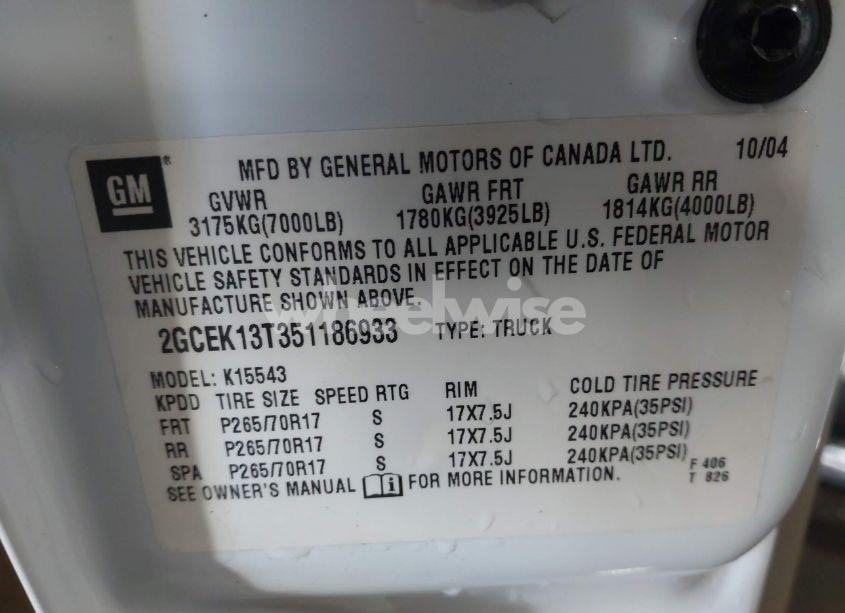 GM ® MFD BY GENERAL MOTORS OF CANADA LTD. 10/04
GVWR GAWR FRT GAWR RR
3175KG(7000LB) 1780KG(3925LB) 1814KG(4000LB)
THIS VEHICLE CONFORMS TO ALL APPLICABLE U.S. FEDERAL MOTOR
VEHICLE SAFETY STANDARDS IN EFFECT ON THE DATE OF
MANUFACTURE SHOWN ABOVE.
wheelwise
2GCEK13T351186933 TYPE: TRUCK
MODEL: K15543
KPDD TIRE SIZE SPEED RTG RIM COLD TIRE PRESSURE
FRT P265/70R17 S 17X7.5J 240KPA(35PSI)
RR P265/70R17 S 17X7.5J 240KPA(35PSI)
SPA P265/70R17 S 17X7.5J 240KPA(35PSI)
SEE OWNER'S MANUAL i FOR MORE INFORMATION. F 406
T 826